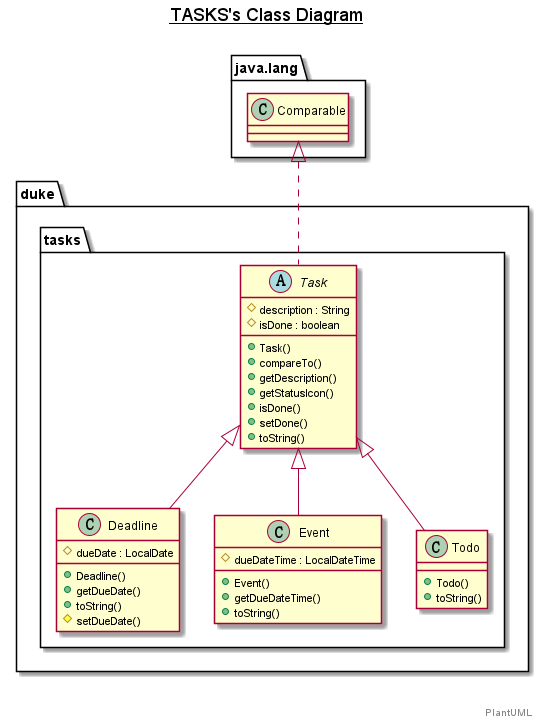 TASKS's Class Diagram
java.lang
C Comparable
duke
tasks
A Task
description : String
isDone : boolean
Task()
compareTo()
getDescription()
getStatusIcon()
isDone()
setDone()
toString()
C Deadline
dueDate : LocalDate
Deadline()
getDueDate()
toString()
setDueDate()
C Event
dueDateTime : LocalDateTime
Event()
getDueDateTime()
toString()
C Todo
Todo()
toString()
PlantUML